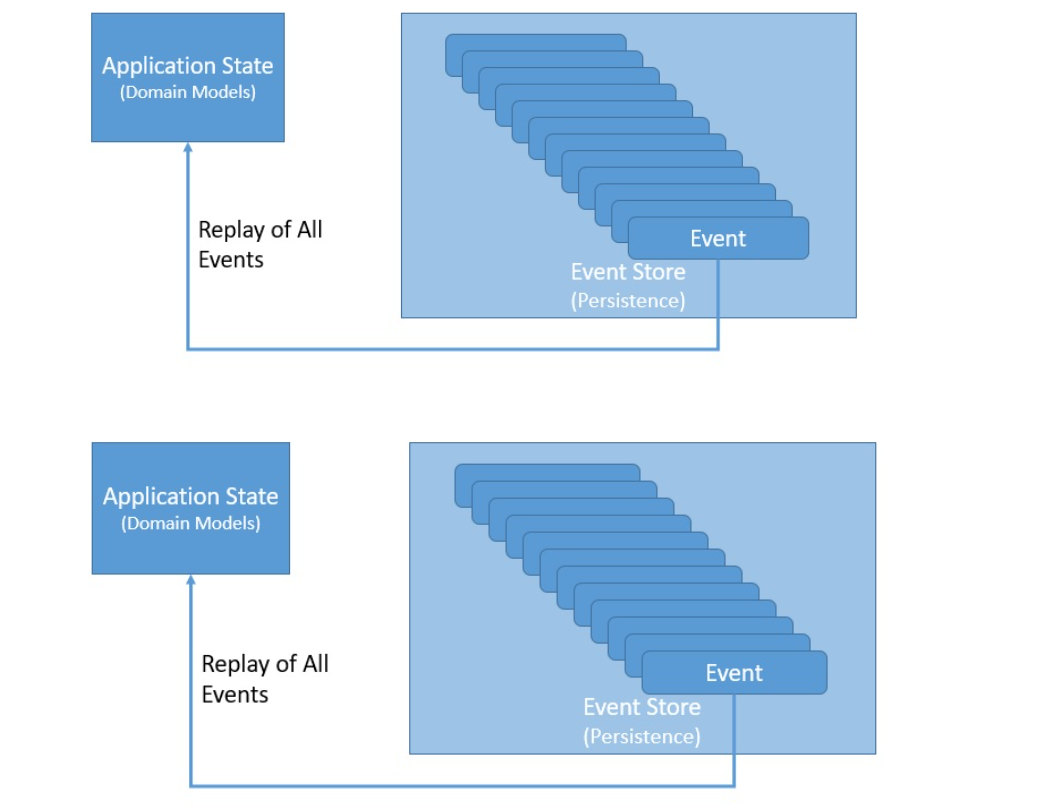 Application State
(Domain Models)
Replay of All
Events
Event
Event Store
(Persistence)
Application State
(Domain Models)
Replay of All
Events
Event
Event Store
(Persistence)